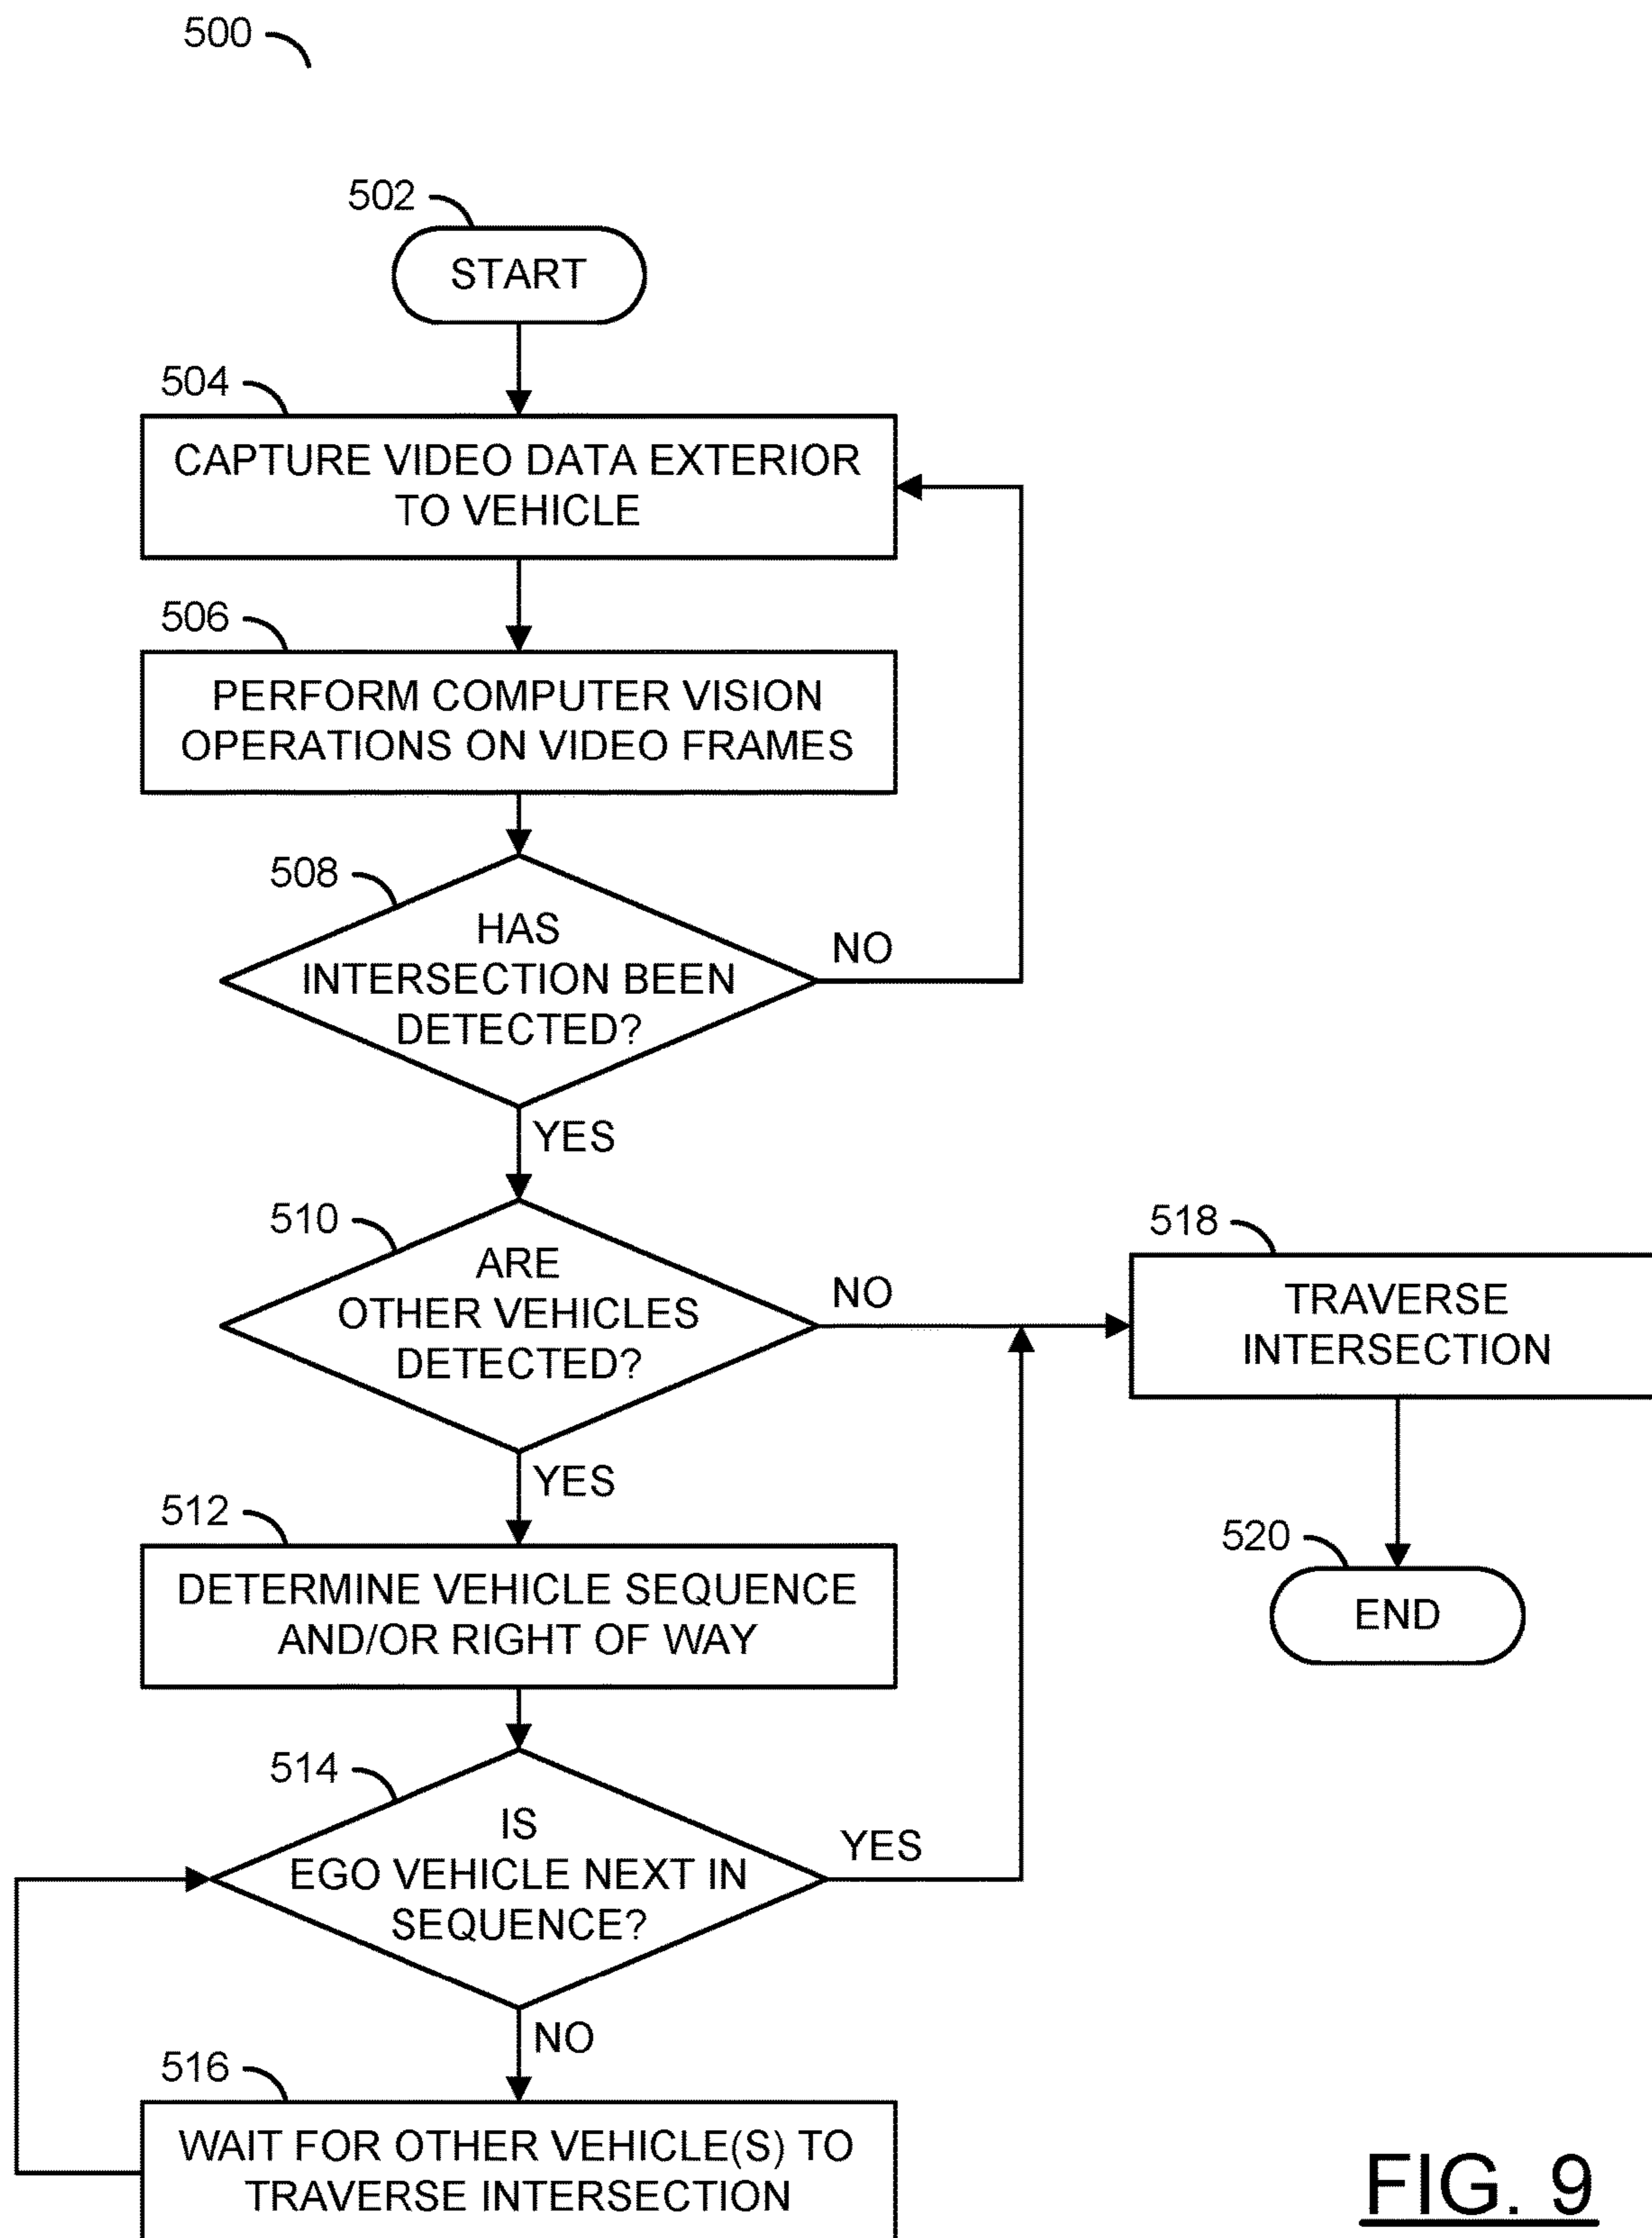 500
502
START
504
CAPTURE VIDEO DATA EXTERIOR
TO VEHICLE
506
PERFORM COMPUTER VISION
OPERATIONS ON VIDEO FRAMES
508
HAS
INTERSECTION BEEN
DETECTED?
NO
YES
510
ARE
OTHER VEHICLES
DETECTED?
NO
518
TRAVERSE
INTERSECTION
YES
512
DETERMINE VEHICLE SEQUENCE
AND/OR RIGHT OF WAY
520
END
514
IS
EGO VEHICLE NEXT IN
SEQUENCE?
YES
NO
516
WAIT FOR OTHER VEHICLE(S) TO
TRAVERSE INTERSECTION
FIG. 9